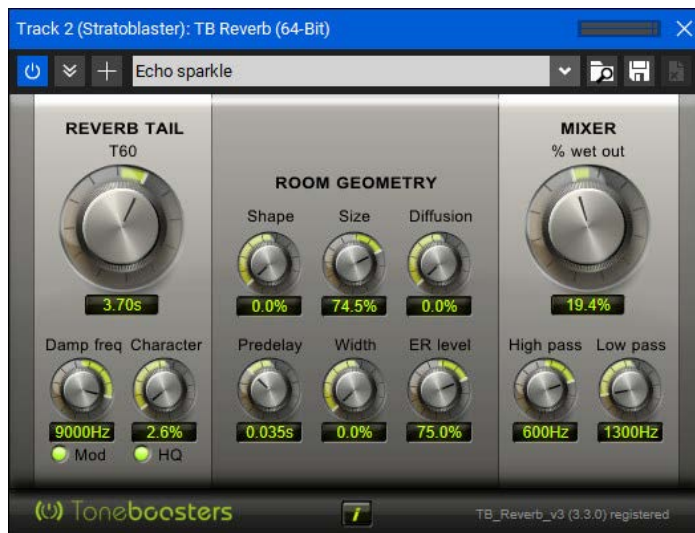 Track 2 (Stratoblaster): TB Reverb (64-Bit)
Echo sparkle
REVERB TAIL
T60
3.70s
Damp freq Character
9000Hz 2.6%
Mod HQ
ROOM GEOMETRY
Shape Size Diffusion
0.0% 74.5% 0.0%
Predelay Width ER level
0.035s 0.0% 75.0%
MIXER
% wet out
19.4%
High pass Low pass
600Hz 1300Hz
Toneboosters
i
TB_Reverb_v3 (3.3.0) registered